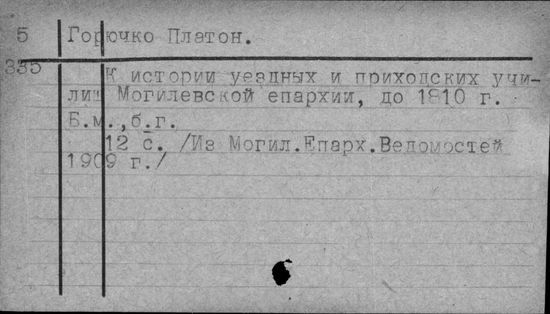 5 Горючко Платон.
335
К истории уездных и приходских учи-
лищ Могилевской епархии, до 1810 г.
Б.м.,б.г.
12 с. /Из Могил.Епарх.Ведомостей
1909 г./